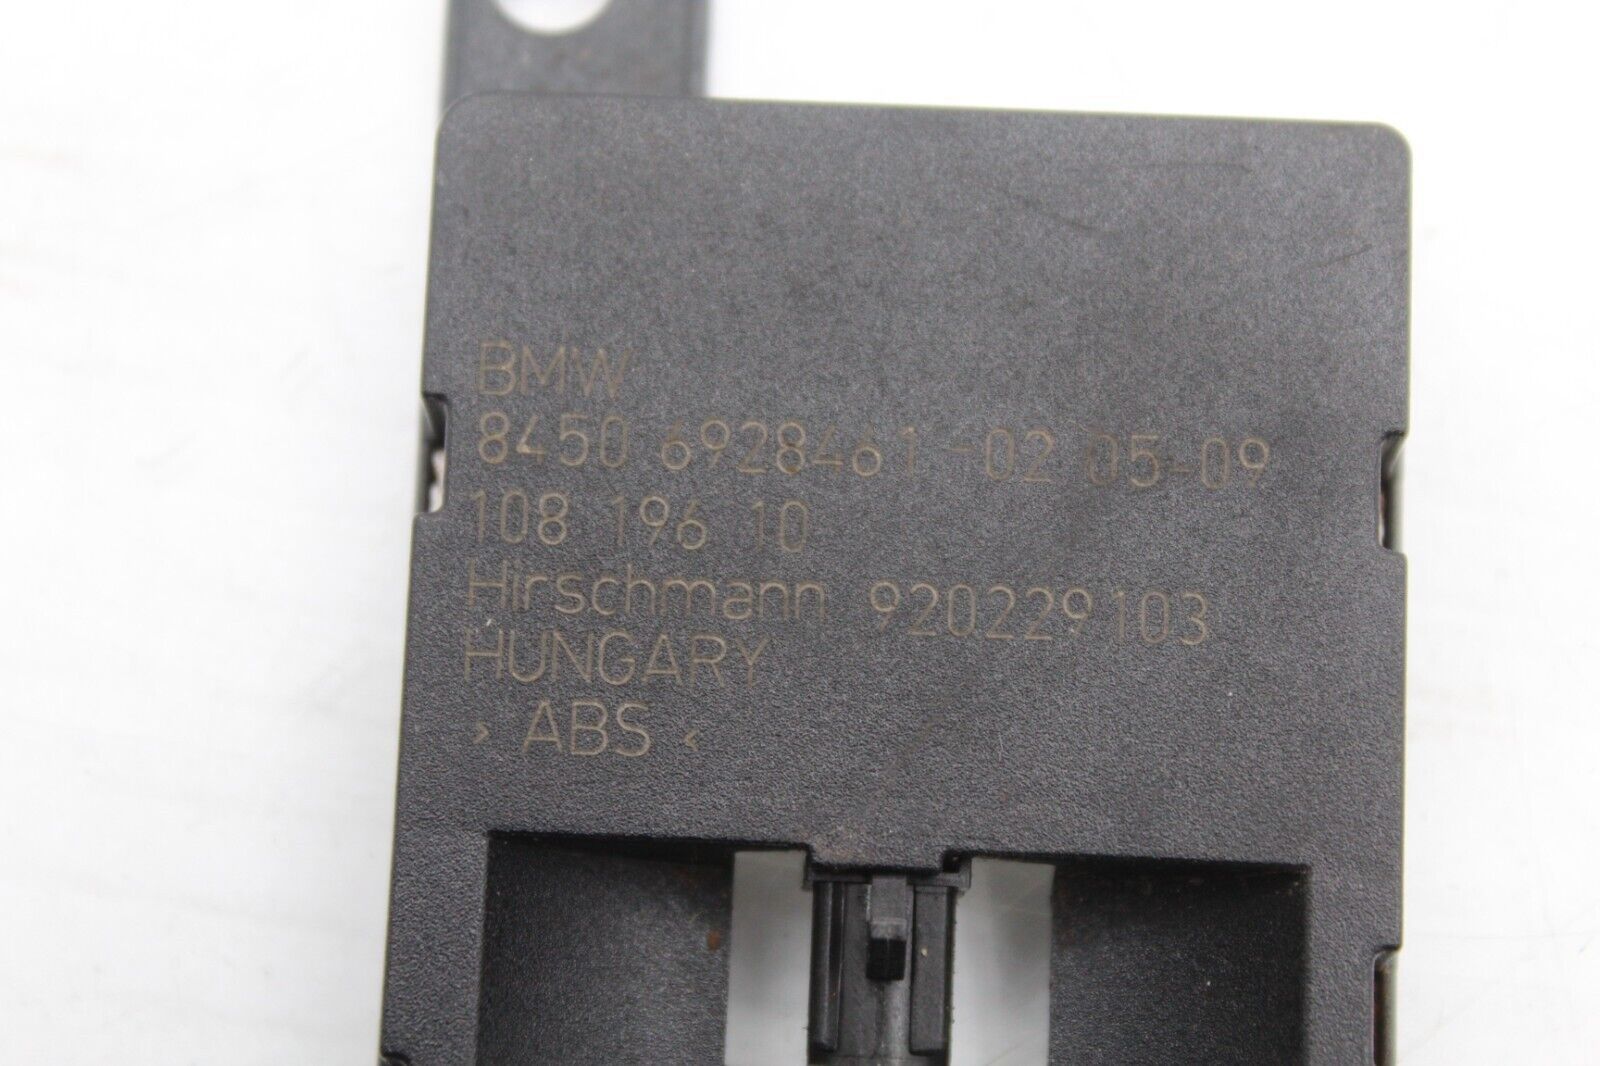 BMW
8450 6928461-02 05-09
108 196 10
Hirschmann 920229103
HUNGARY
> ABS <